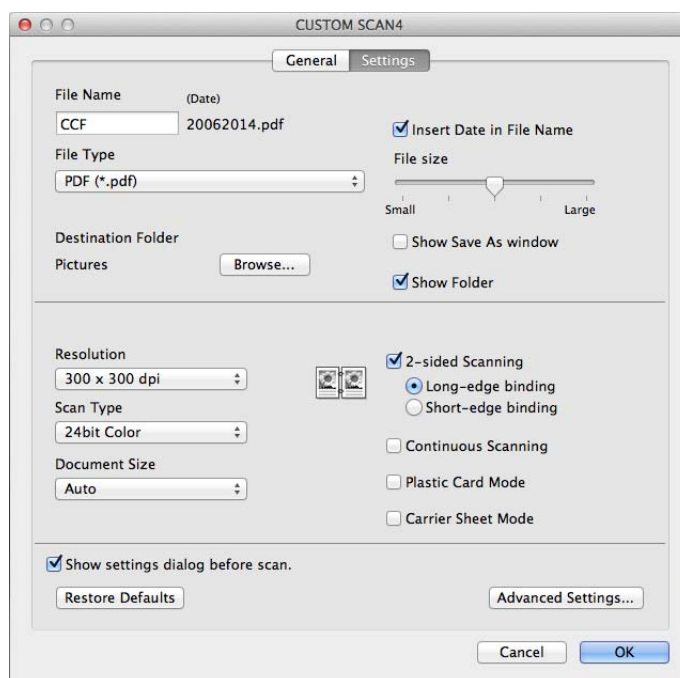 CUSTOM SCAN4
General Settings
File Name (Date)
CCF 20062014.pdf
Insert Date in File Name
File Type
File size
PDF (*.pdf)
Small Large
Destination Folder
Show Save As window
Pictures Browse...
Show Folder
Resolution
2-sided Scanning
300 x 300 dpi
Long-edge binding
Scan Type
Short-edge binding
24bit Color
Continuous Scanning
Document Size
Auto
Plastic Card Mode
Carrier Sheet Mode
Show settings dialog before scan.
Restore Defaults Advanced Settings...
Cancel OK